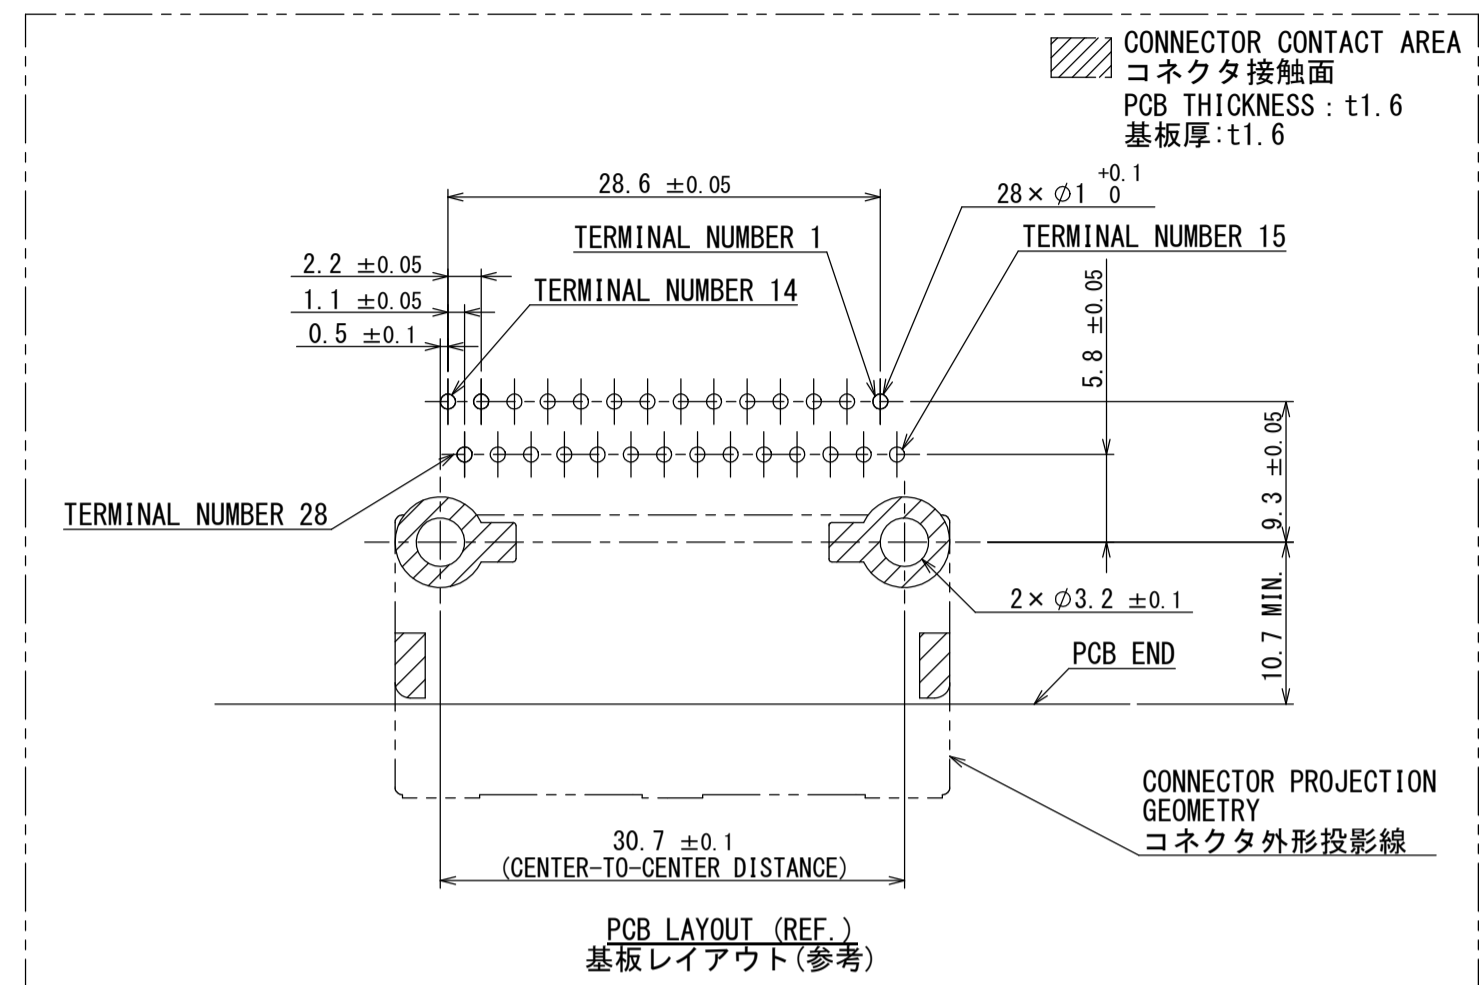 CONNECTOR CONTACT AREA
コネクタ接触面
PCB THICKNESS : t1.6
基板厚:t1.6
28.6 ±0.05
28× ∅1 +0.1 0
TERMINAL NUMBER 1
TERMINAL NUMBER 15
2.2 ±0.05
TERMINAL NUMBER 14
1.1 ±0.05
0.5 ±0.1
5.8 ±0.05
9.3 ±0.05
TERMINAL NUMBER 28
2× ∅3.2 ±0.1
10.7 MIN.
PCB END
CONNECTOR PROJECTION
GEOMETRY
コネクタ外形投影線
30.7 ±0.1
(CENTER-TO-CENTER DISTANCE)
PCB LAYOUT (REF.)
基板レイアウト(参考)